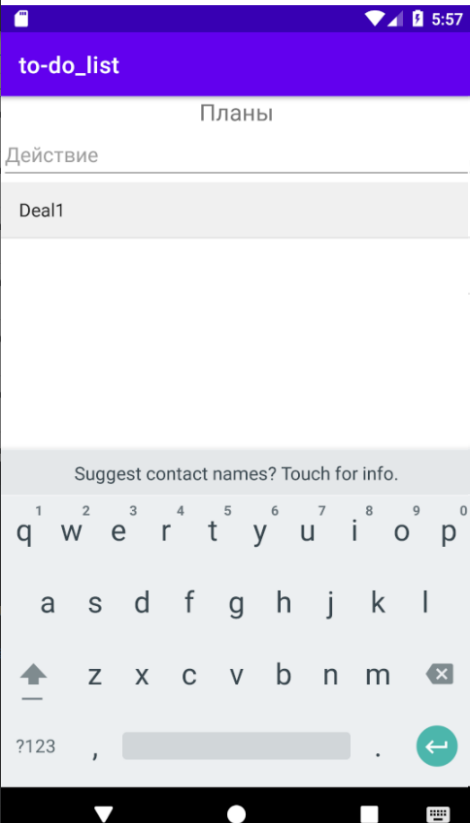 5:57
to-do_list
Планы
Действие
Deal1
Suggest contact names? Touch for info.
1 2 3 4 5 6 7 8 9 0
q w e r t y u i o p
a s d f g h j k l
z x c v b n m
?123 , .